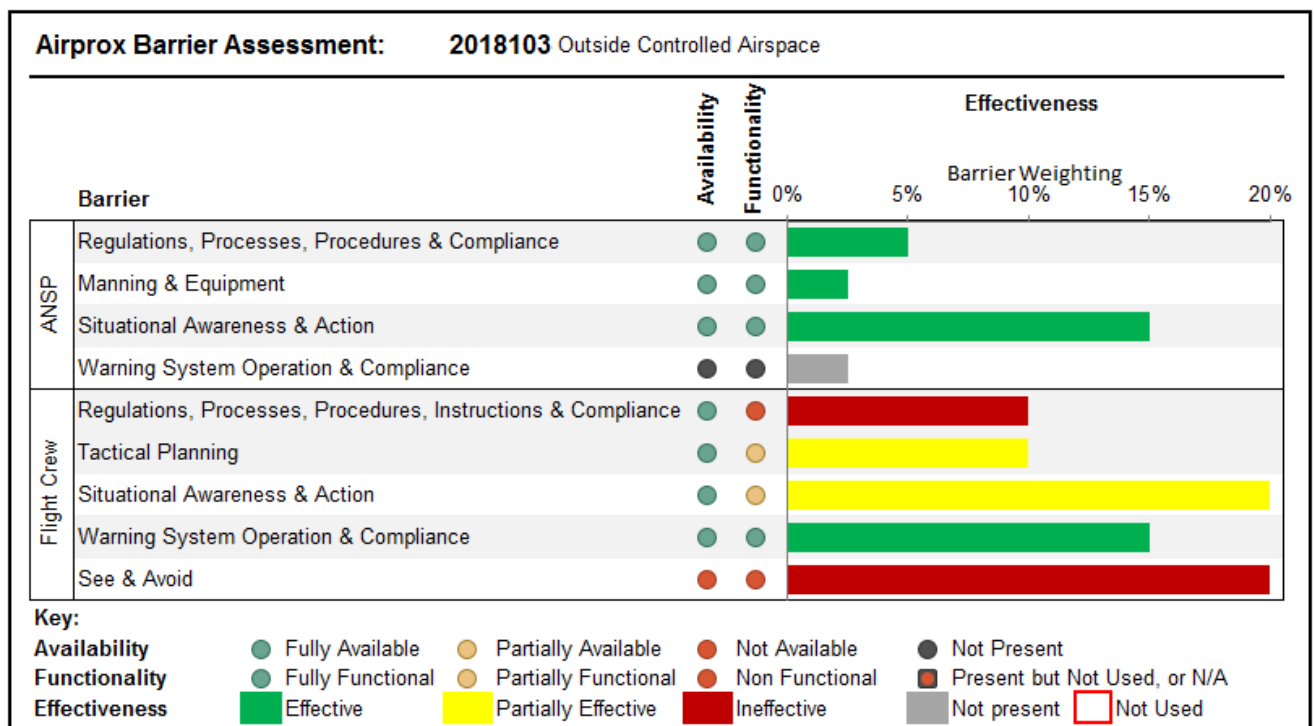 Airprox Barrier Assessment: 2018103 Outside Controlled Airspace
Availability
Functionality
Effectiveness
Barrier Weighting
Barrier
0% 5% 10% 15% 20%
ANSP
Regulations, Processes, Procedures & Compliance
Manning & Equipment
Situational Awareness & Action
Warning System Operation & Compliance
Flight Crew
Regulations, Processes, Procedures, Instructions & Compliance
Tactical Planning
Situational Awareness & Action
Warning System Operation & Compliance
See & Avoid
Key:
Availability Fully Available Partially Available Not Available Not Present
Functionality Fully Functional Partially Functional Non Functional Present but Not Used, or N/A
Effectiveness Effective Partially Effective Ineffective Not present Not Used